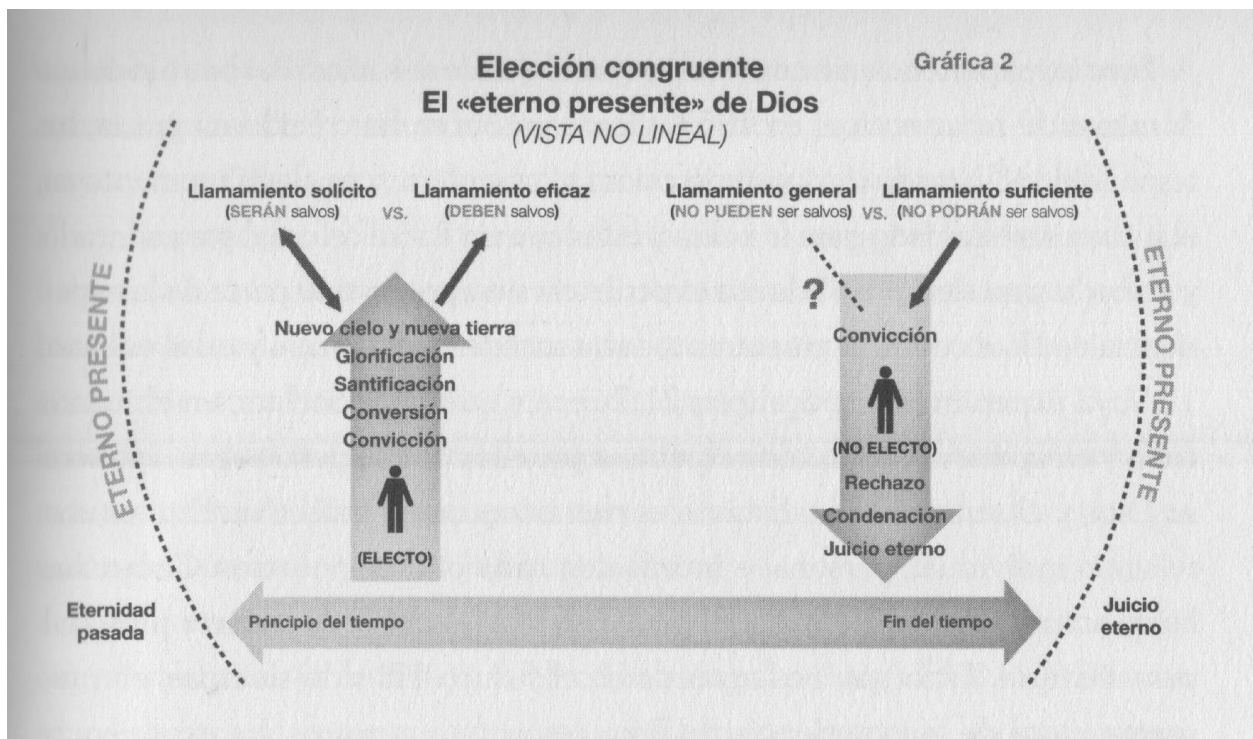 Elección congruente
Gráfica 2
El «eterno presente» de Dios
(VISTA NO LINEAL)
Llamamiento solícito
(SERÁN salvos)
vs.
Llamamiento eficaz
(DEBEN salvos)
Llamamiento general
(NO PUEDEN ser salvos)
vs.
Llamamiento suficiente
(NO PODRÁN ser salvos)
ETERNO PRESENTE
Nuevo cielo y nueva tierra
Glorificación
Santificación
Conversión
Convicción
(ELECTO)
?
Convicción
(NO ELECTO)
Rechazo
Condenación
Juicio eterno
ETERNO PRESENTE
Eternidad
pasada
Principio del tiempo
Fin del tiempo
Juicio
eterno